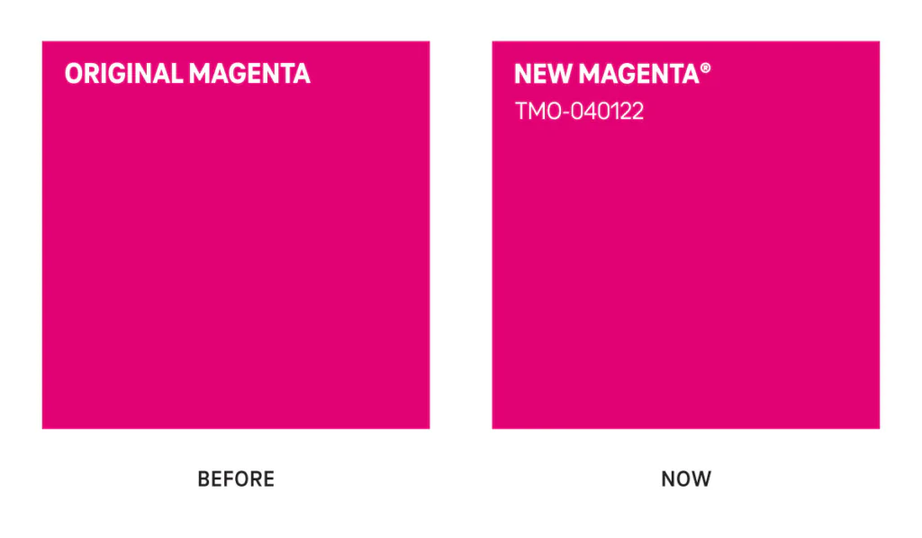 ORIGINAL MAGENTA
NEW MAGENTA®
TMO-040122
BEFORE
NOW